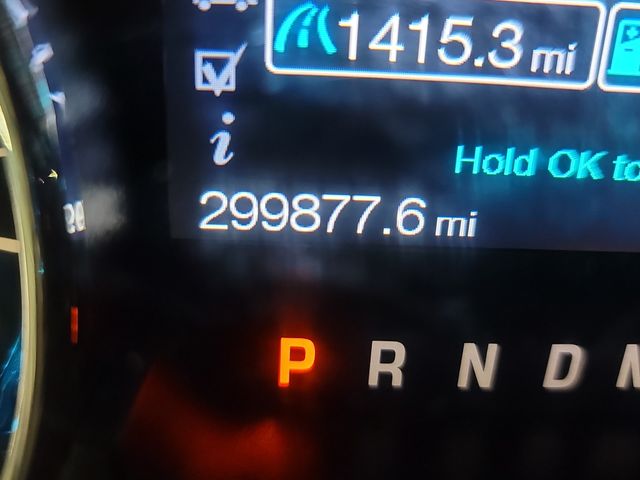 1415.3 mi
i
Hold OK to
299877.6 mi
P R N D